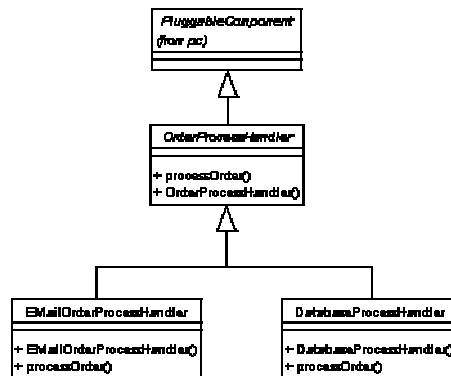 PluggableComponent
(from pc)
OrderProcessHandler
+ processOrder()
+ OrderProcessHandler()
EMailOrderProcessHandler
+ EMailOrderProcessHandler()
+ processOrder()
DatabaseProcessHandler
+ DatabaseProcessHandler()
+ processOrder()